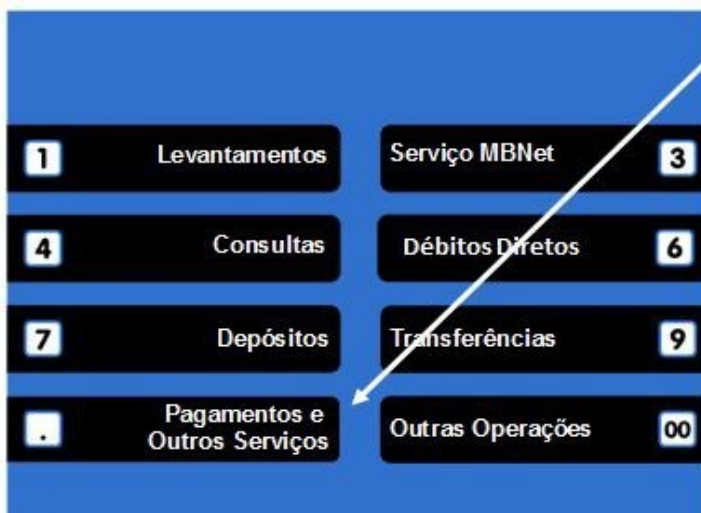 1 Levantamentos
Serviço MBNet 3
4 Consultas
Débitos Diretos 6
7 Depósitos
Transferências 9
. Pagamentos e
Outros Serviços
Outras Operações 00